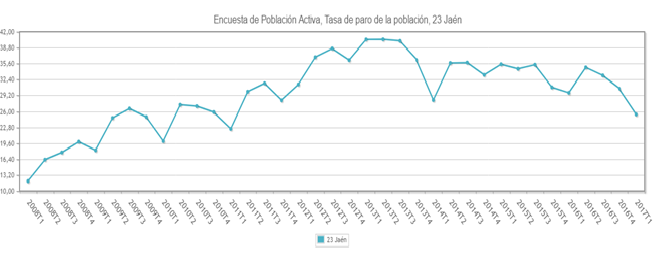 Encuesta de Población Activa, Tasa de paro de la población, 23 Jaén
42,00
38,80
35,60
32,40
29,20
26,00
22,80
19,60
16,40
13,20
10,00
2008T1
2008T2
2008T3
2008T4
2009T1
2009T2
2009T3
2009T4
2010T1
2010T2
2010T3
2010T4
2011T1
2011T2
2011T3
2011T4
2012T1
2012T2
2012T3
2012T4
2013T1
2013T2
2013T3
2013T4
2014T1
2014T2
2014T3
2014T4
2015T1
2015T2
2015T3
2015T4
2016T1
2016T2
2016T3
2016T4
2017T1
23 Jaén